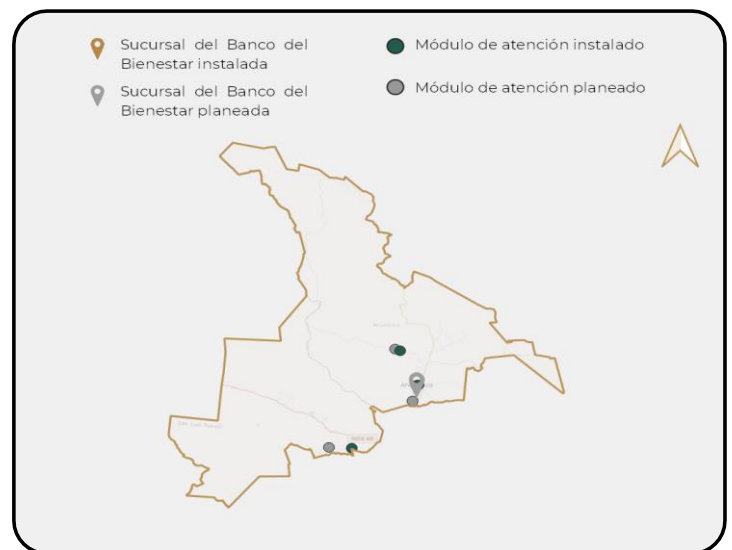 Sucursal del Banco del
Bienestar instalada
Sucursal del Banco del
Bienestar planeada
Módulo de atención instalado
Módulo de atención planeado